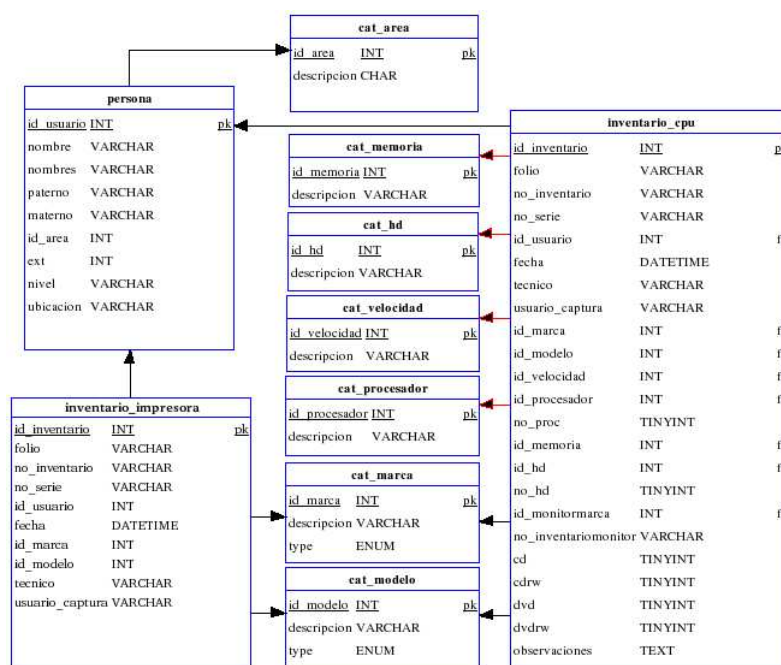 cat_area
id_area INT pk
descripcion CHAR
persona
id_usuario INT pk
nombre VARCHAR
nombres VARCHAR
paterno VARCHAR
materno VARCHAR
id_area INT
ext INT
nivel VARCHAR
ubicacion VARCHAR
cat_memoria
id_memoria INT pk
descripcion VARCHAR
cat_hd
id_hd INT pk
descripcion VARCHAR
cat_velocidad
id_velocidad INT pk
descripcion VARCHAR
cat_procesador
id_procesador INT pk
descripcion VARCHAR
cat_marca
id_marca INT pk
descripcion VARCHAR
type ENUM
cat_modelo
id_modelo INT pk
descripcion VARCHAR
type ENUM
inventario_impresora
id_inventario INT pk
folio VARCHAR
no_inventario VARCHAR
no_serie VARCHAR
id_usuario INT
fecha DATETIME
id_marca INT
id_modelo INT
tecnico VARCHAR
usuario_captura VARCHAR
inventario_cpu
id_inventario INT p
folio VARCHAR
no_inventario VARCHAR
no_serie VARCHAR
id_usuario INT f
fecha DATETIME
tecnico VARCHAR
usuario_captura VARCHAR
id_marca INT f
id_modelo INT f
id_velocidad INT f
id_procesador INT f
no_proc TINYINT
id_memoria INT f
id_hd INT f
no_hd TINYINT
id_monitormarca INT f
no_inventariomonitor VARCHAR
cd TINYINT
cdrw TINYINT
dvd TINYINT
dvdrw TINYINT
observaciones TEXT